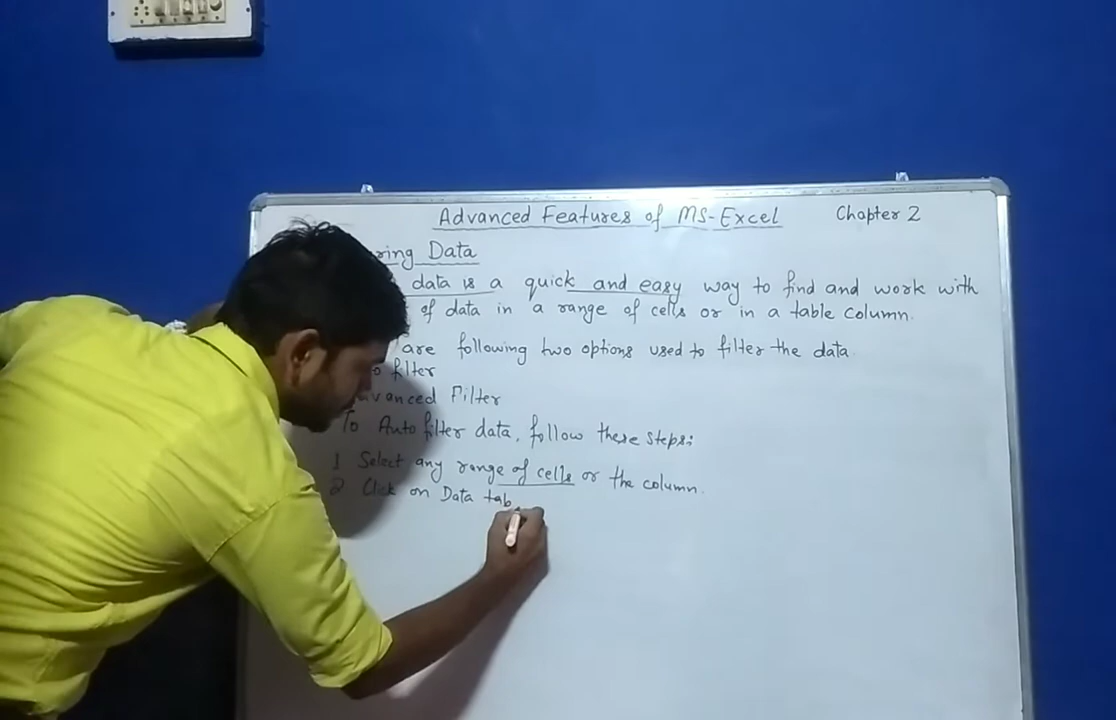 Advanced Features of MS-Excel Chapter 2
ring Data
data is a quick and easy way to find and work with
of data in a range of cells or in a table column.
are following two options used to filter the data
o filter
avanced Filter
To Auto filter data, follow these steps:
1 Select any range of cells or the column.
2 Click on Data tab.